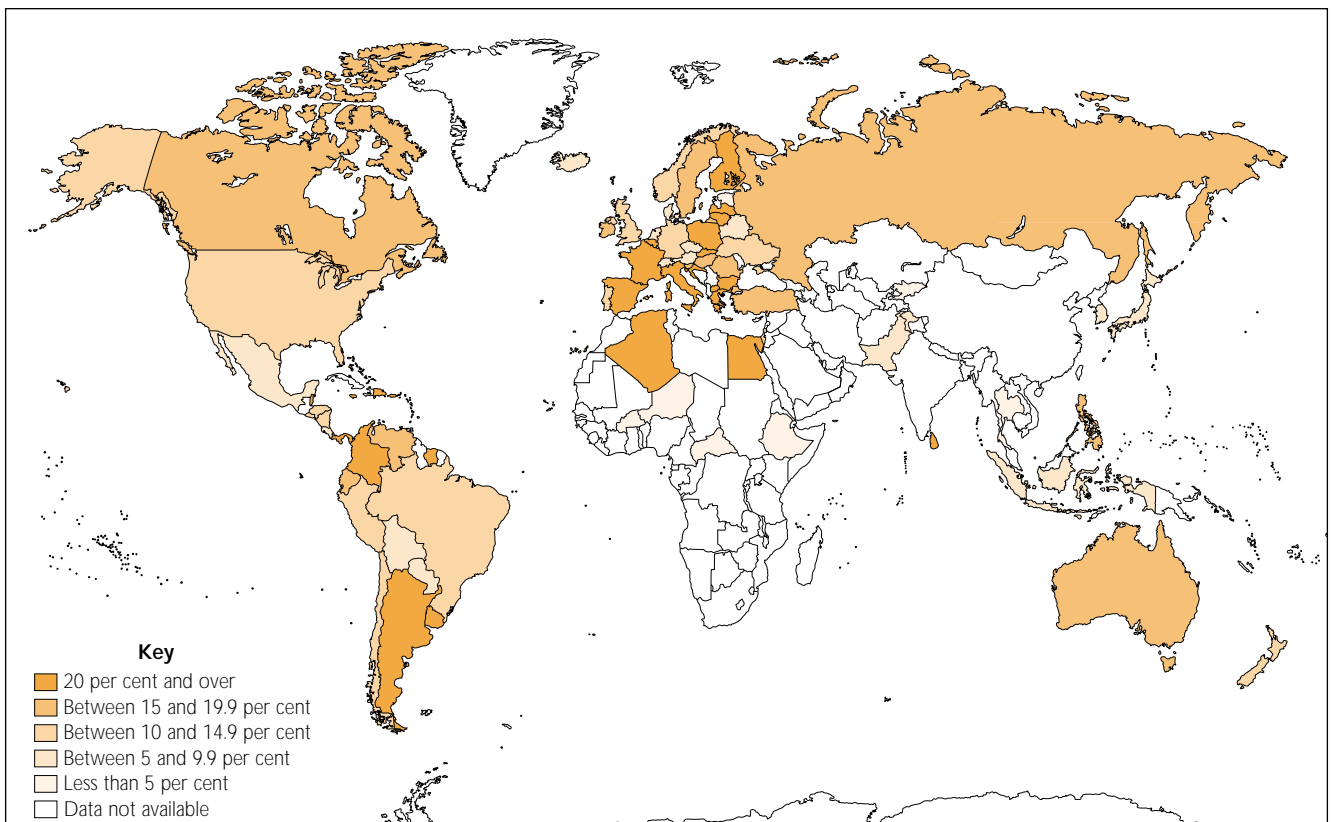 Key
20 per cent and over
Between 15 and 19.9 per cent
Between 10 and 14.9 per cent
Between 5 and 9.9 per cent
Less than 5 per cent
Data not available